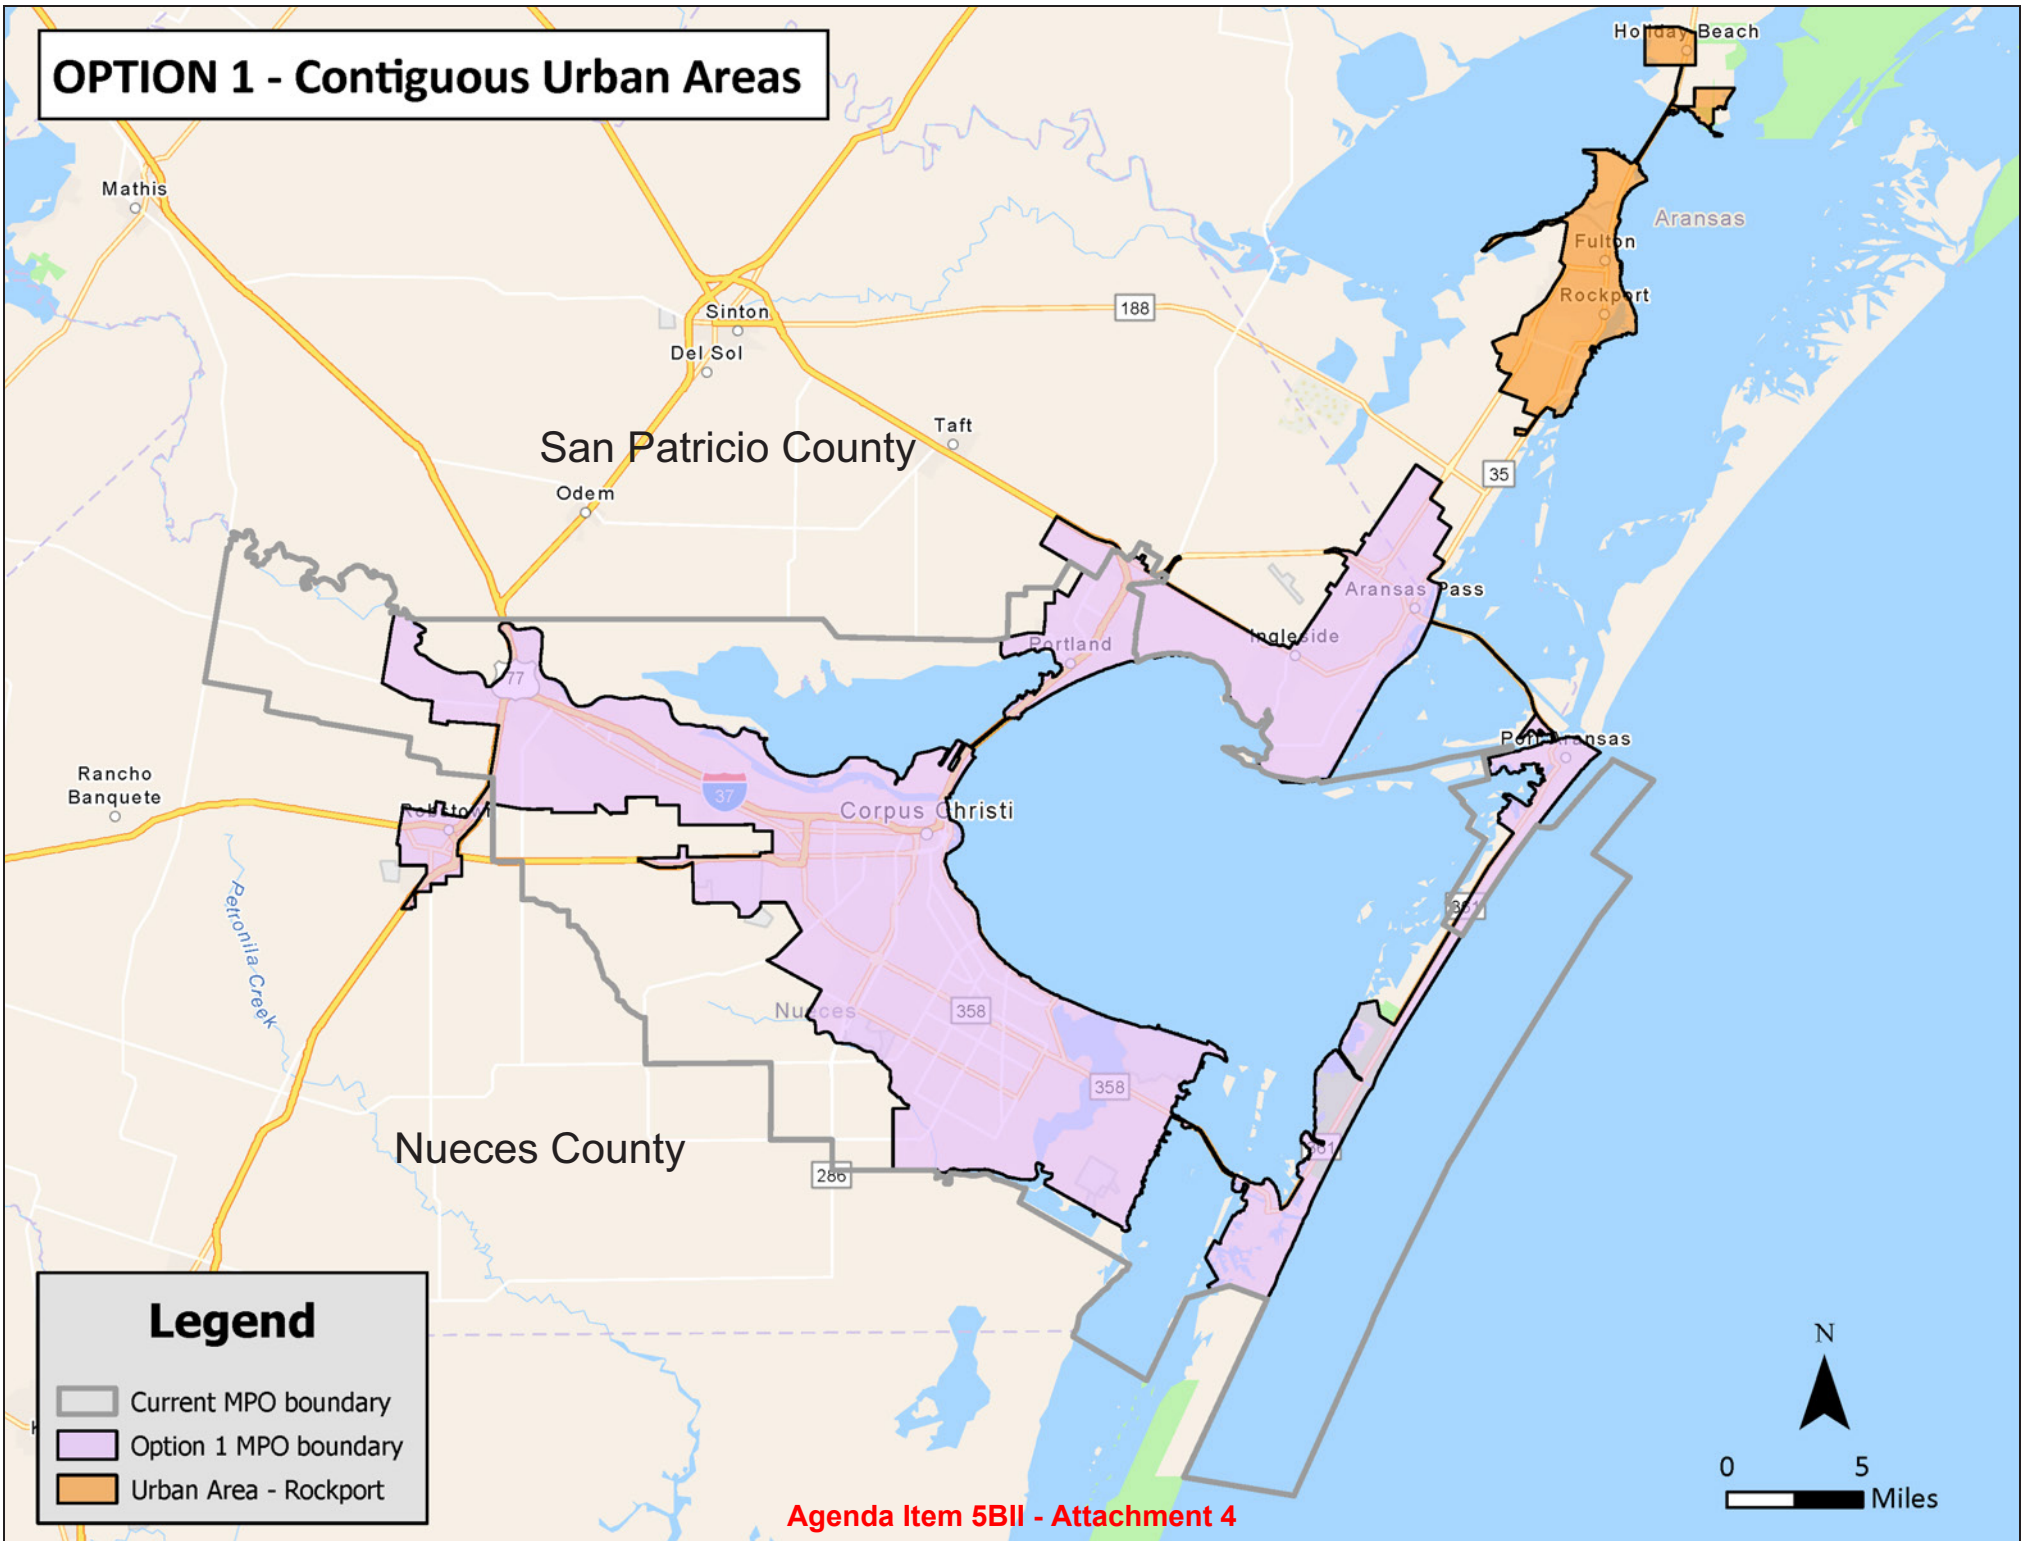 OPTION 1 - Contiguous Urban Areas
Holiday Beach
Mathis
Aransas
Fulton
Rockport
188
Sinton
Del Sol
Taft
San Patricio County
35
Odem
Aransas Pass
Ingleside
Portland
77
Port Aransas
Rancho
Banquete
37
Robstown
Corpus Christi
361
Petronila Creek
Nueces
358
358
Nueces County
361
286
Legend
Current MPO boundary
Option 1 MPO boundary
Urban Area - Rockport
N
0 5
Miles
Agenda Item 5BII - Attachment 4